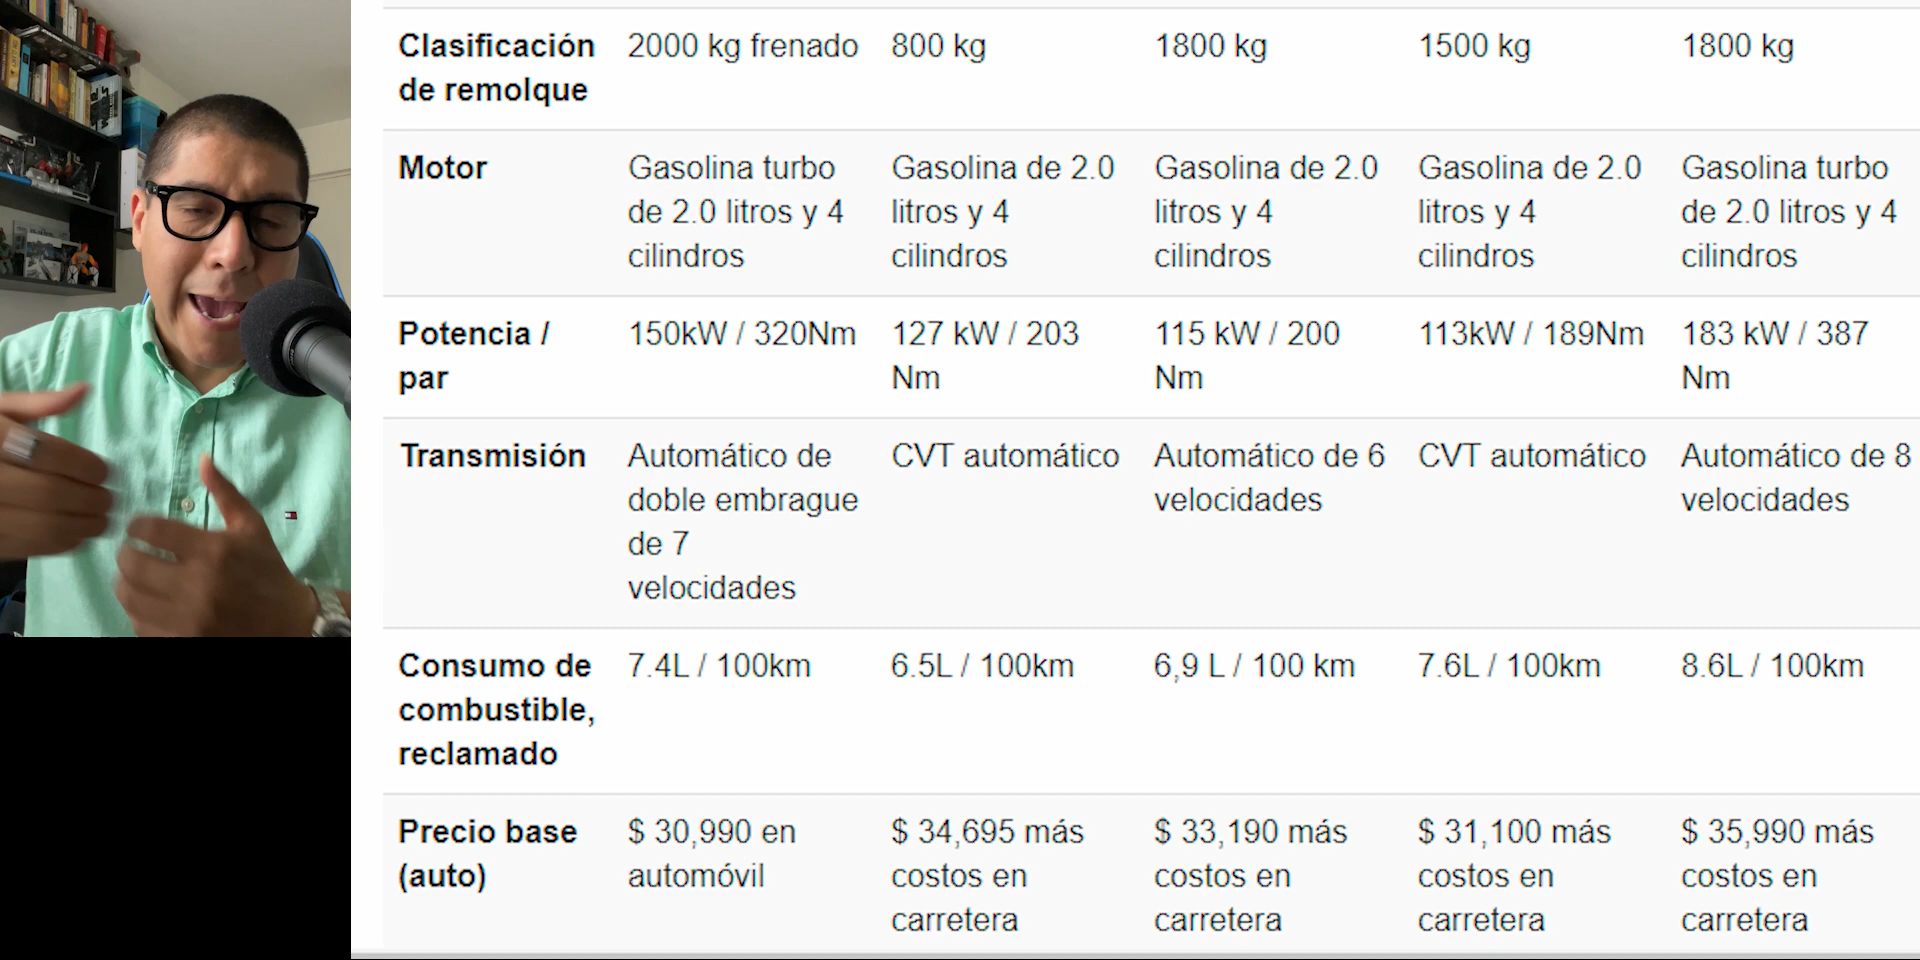 Clasificación de remolque 2000 kg frenado 800 kg 1800 kg 1500 kg 1800 kg
Motor Gasolina turbo de 2.0 litros y 4 cilindros Gasolina de 2.0 litros y 4 cilindros Gasolina de 2.0 litros y 4 cilindros Gasolina de 2.0 litros y 4 cilindros Gasolina turbo de 2.0 litros y 4 cilindros
Potencia / par 150kW / 320Nm 127 kW / 203 Nm 115 kW / 200 Nm 113kW / 189Nm 183 kW / 387 Nm
Transmisión Automático de doble embrague de 7 velocidades CVT automático Automático de 6 velocidades CVT automático Automático de 8 velocidades
Consumo de combustible, reclamado 7.4L / 100km 6.5L / 100km 6,9 L / 100 km 7.6L / 100km 8.6L / 100km
Precio base (auto) $ 30,990 en automóvil $ 34,695 más costos en carretera $ 33,190 más costos en carretera $ 31,100 más costos en carretera $ 35,990 más costos en carretera